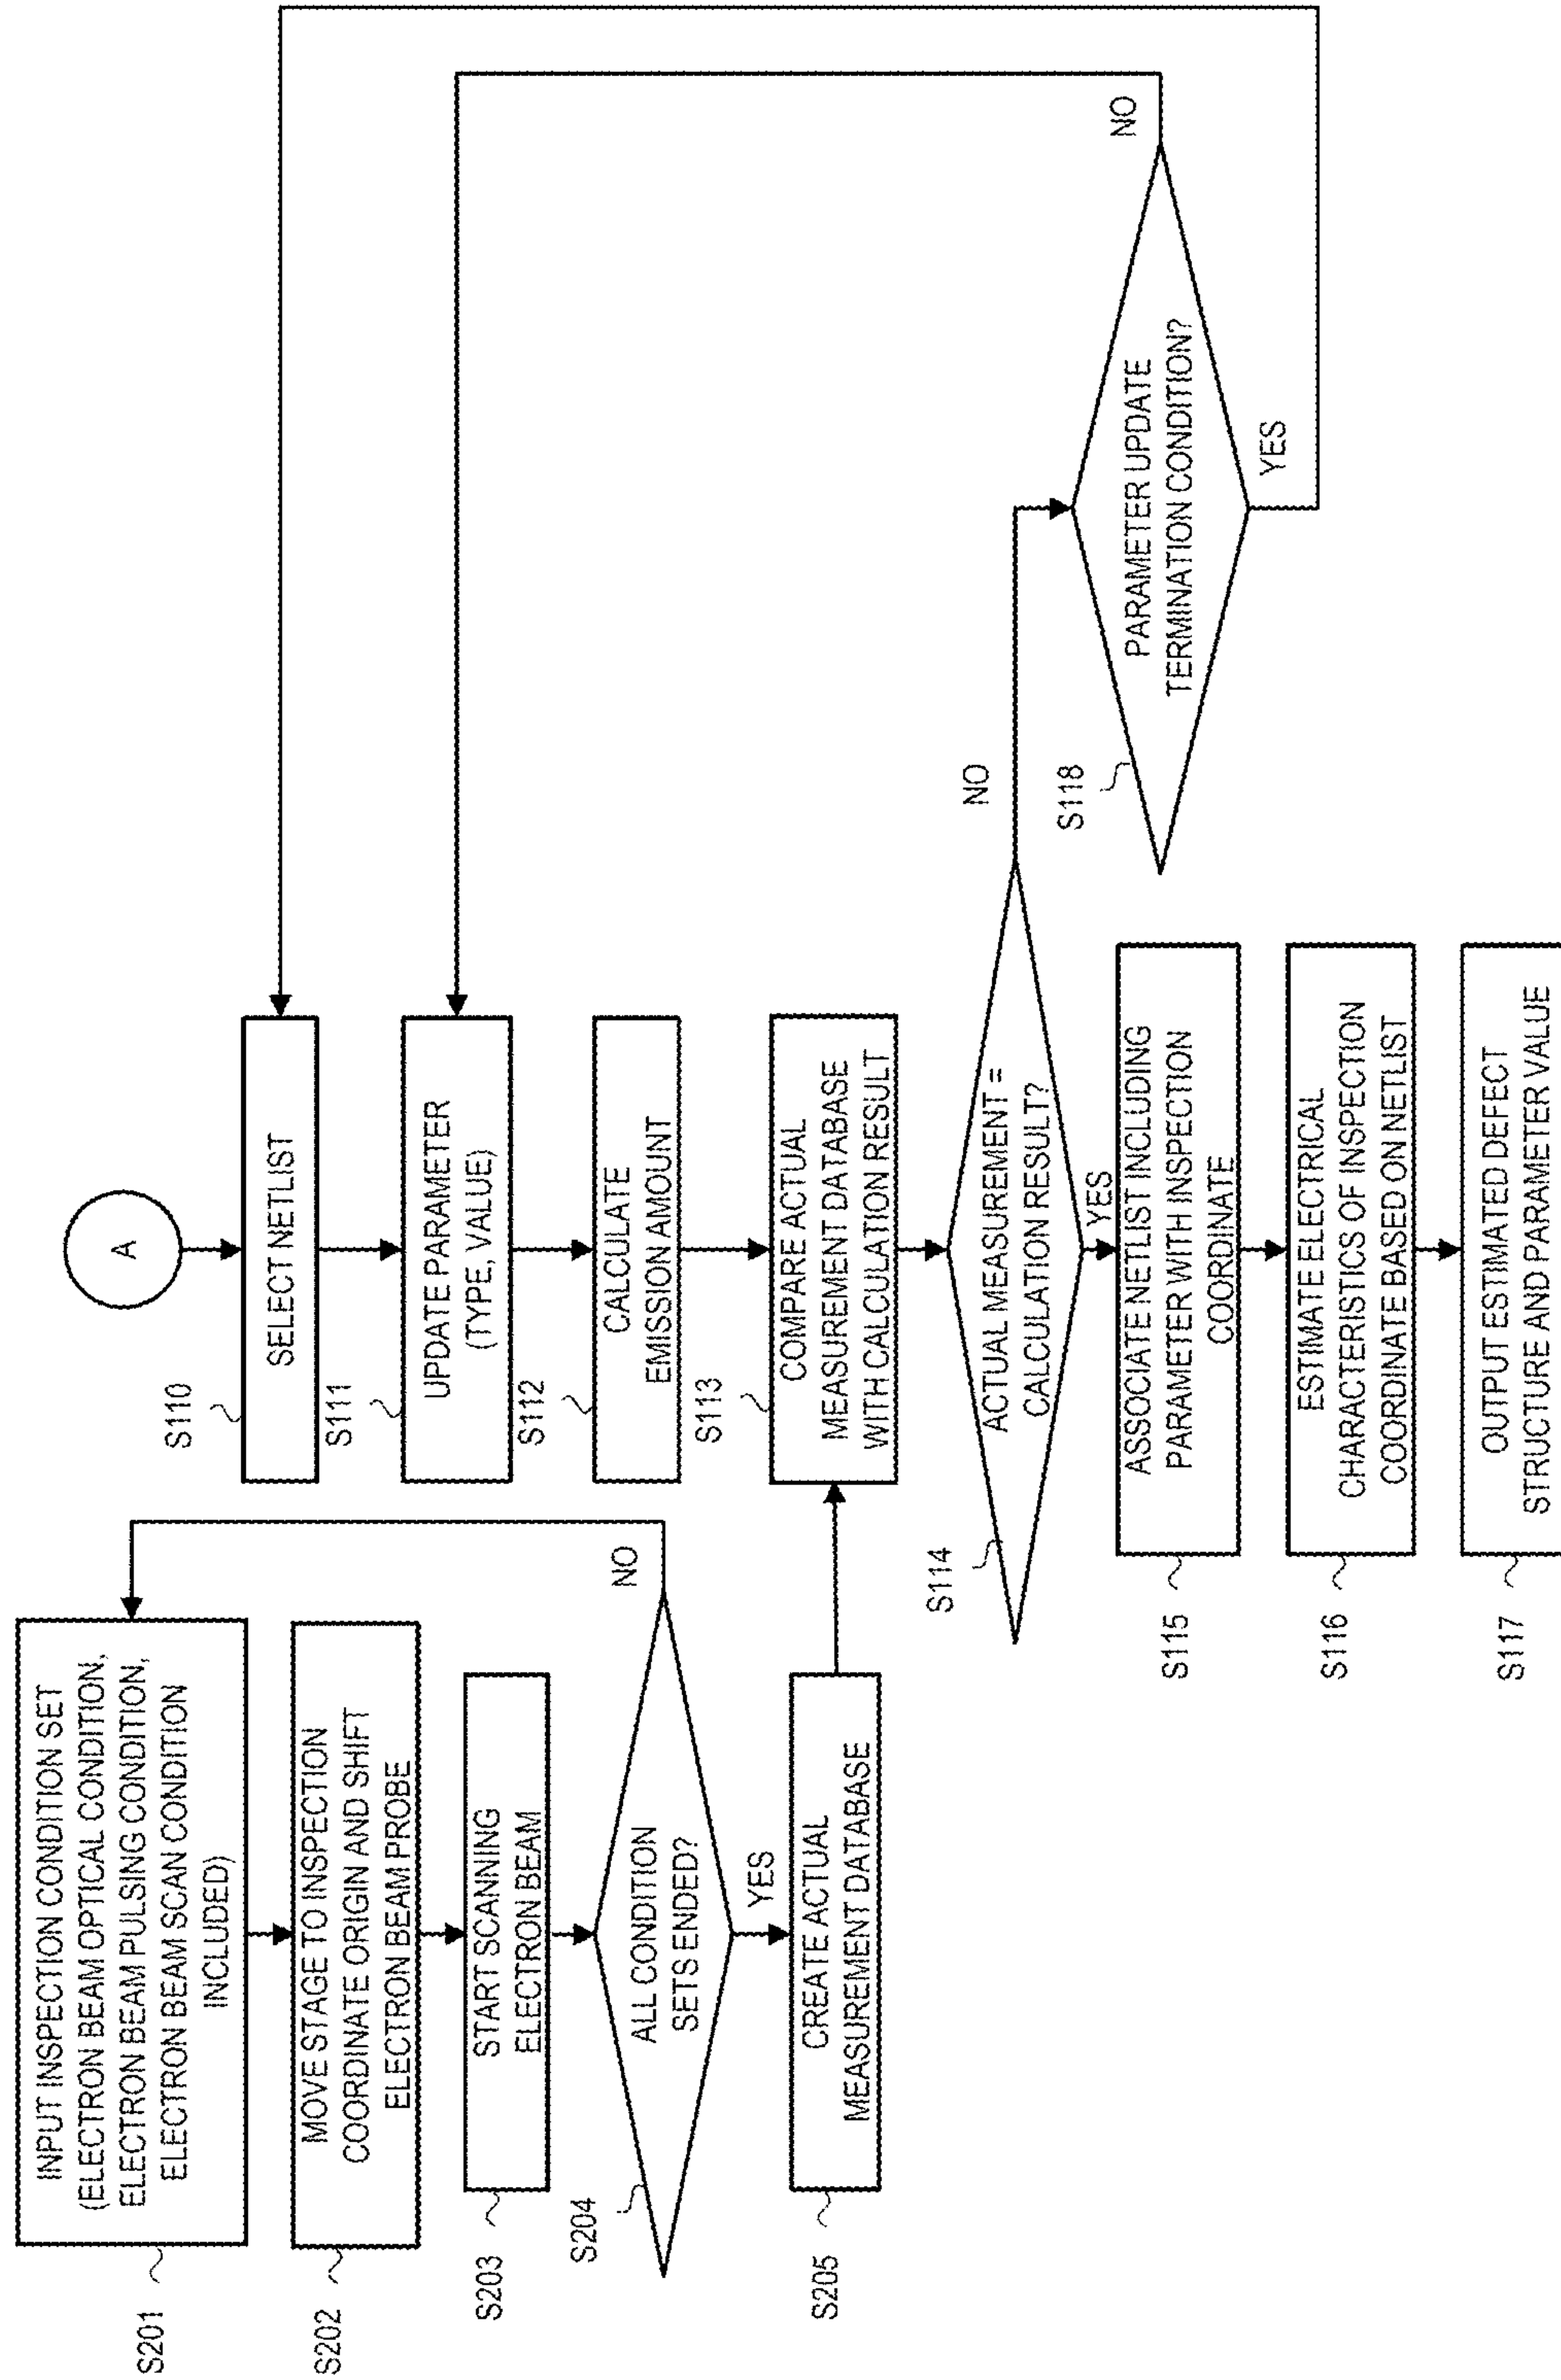 S201
INPUT INSPECTION CONDITION SET
(ELECTRON BEAM OPTICAL CONDITION,
ELECTRON BEAM PULSING CONDITION,
ELECTRON BEAM SCAN CONDITION
INCLUDED)
S202
MOVE STAGE TO INSPECTION
COORDINATE ORIGIN AND SHIFT
ELECTRON BEAM PROBE
S203
START SCANNING
ELECTRON BEAM
S204
ALL CONDITION
SETS ENDED?
NO
YES
S205
CREATE ACTUAL
MEASUREMENT DATABASE
A
S110
SELECT NETLIST
S111
UPDATE PARAMETER
(TYPE, VALUE)
S112
CALCULATE
EMISSION AMOUNT
S113
COMPARE ACTUAL
MEASUREMENT DATABASE
WITH CALCULATION RESULT
S114
ACTUAL MEASUREMENT =
CALCULATION RESULT?
NO
YES
S115
ASSOCIATE NETLIST INCLUDING
PARAMETER WITH INSPECTION
COORDINATE
S116
ESTIMATE ELECTRICAL
CHARACTERISTICS OF INSPECTION
COORDINATE BASED ON NETLIST
S117
OUTPUT ESTIMATED DEFECT
STRUCTURE AND PARAMETER VALUE
S118
PARAMETER UPDATE
TERMINATION CONDITION?
NO
YES